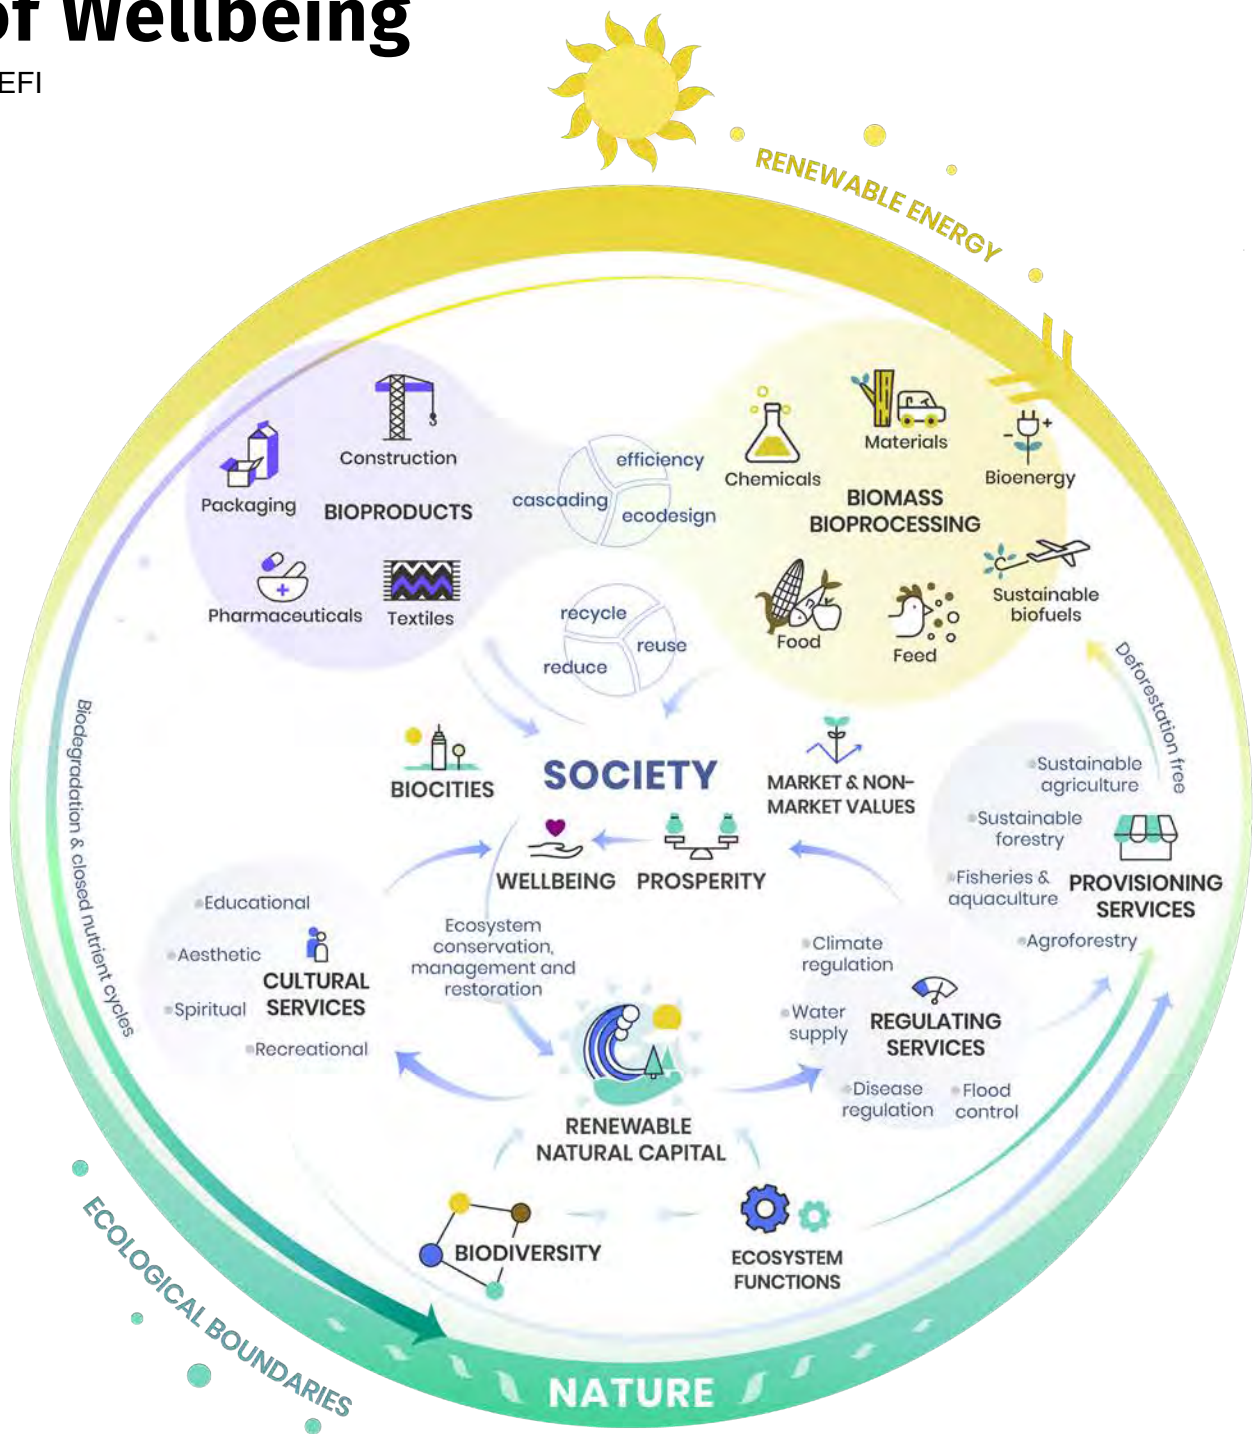 of Wellbeing
EFI
RENEWABLE ENERGY
Construction
Packaging
BIOPRODUCTS
Pharmaceuticals
Textiles
efficiency
cascading
ecodesign
recycle
reuse
reduce
Materials
Chemicals
Bioenergy
BIOMASS
BIOPROCESSING
Sustainable
biofuels
Food
Feed
Deforestation free
Biodegradation & closed nutrient cycles
BIOCITIES
SOCIETY
MARKET & NON-
MARKET VALUES
WELLBEING
PROSPERITY
Sustainable
agriculture
Sustainable
forestry
Fisheries &
aquaculture
PROVISIONING
SERVICES
Agroforestry
Educational
Aesthetic
CULTURAL
SERVICES
Spiritual
Recreational
Ecosystem
conservation,
management and
restoration
Climate
regulation
Water
supply
REGULATING
SERVICES
Disease
regulation
Flood
control
RENEWABLE
NATURAL CAPITAL
BIODIVERSITY
ECOSYSTEM
FUNCTIONS
ECOLOGICAL BOUNDARIES
NATURE